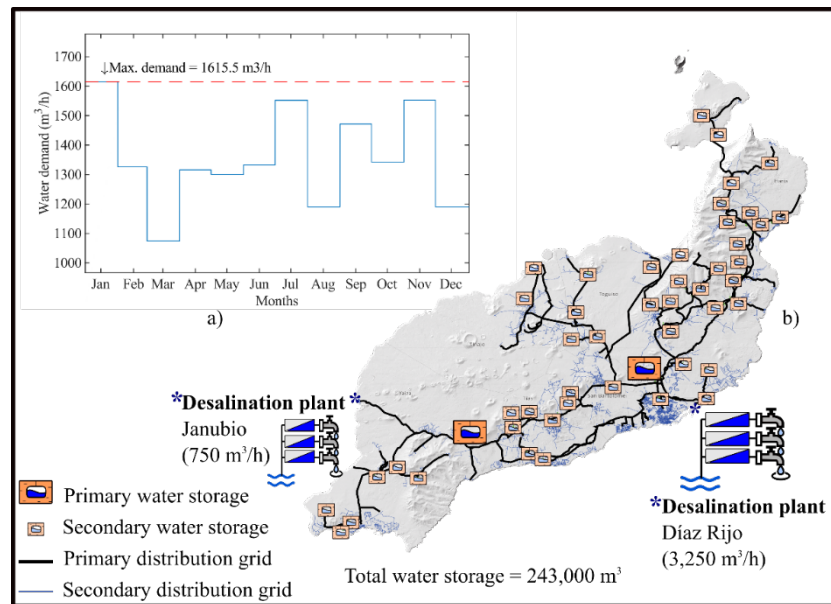 1700
1600
1500
1400
1300
1200
1100
1000
Water demand (m³/h)
↓Max. demand = 1615.5 m3/h
Jan Feb Mar Apr May Jun Jul Aug Sep Oct Nov Dec
Months
a)
b)
*Desalination plant *
Janubio
(750 m³/h)
Primary water storage
Secondary water storage
Primary distribution grid
Secondary distribution grid
Total water storage = 243,000 m³
*
*Desalination plant
Díaz Rijo
(3,250 m³/h)